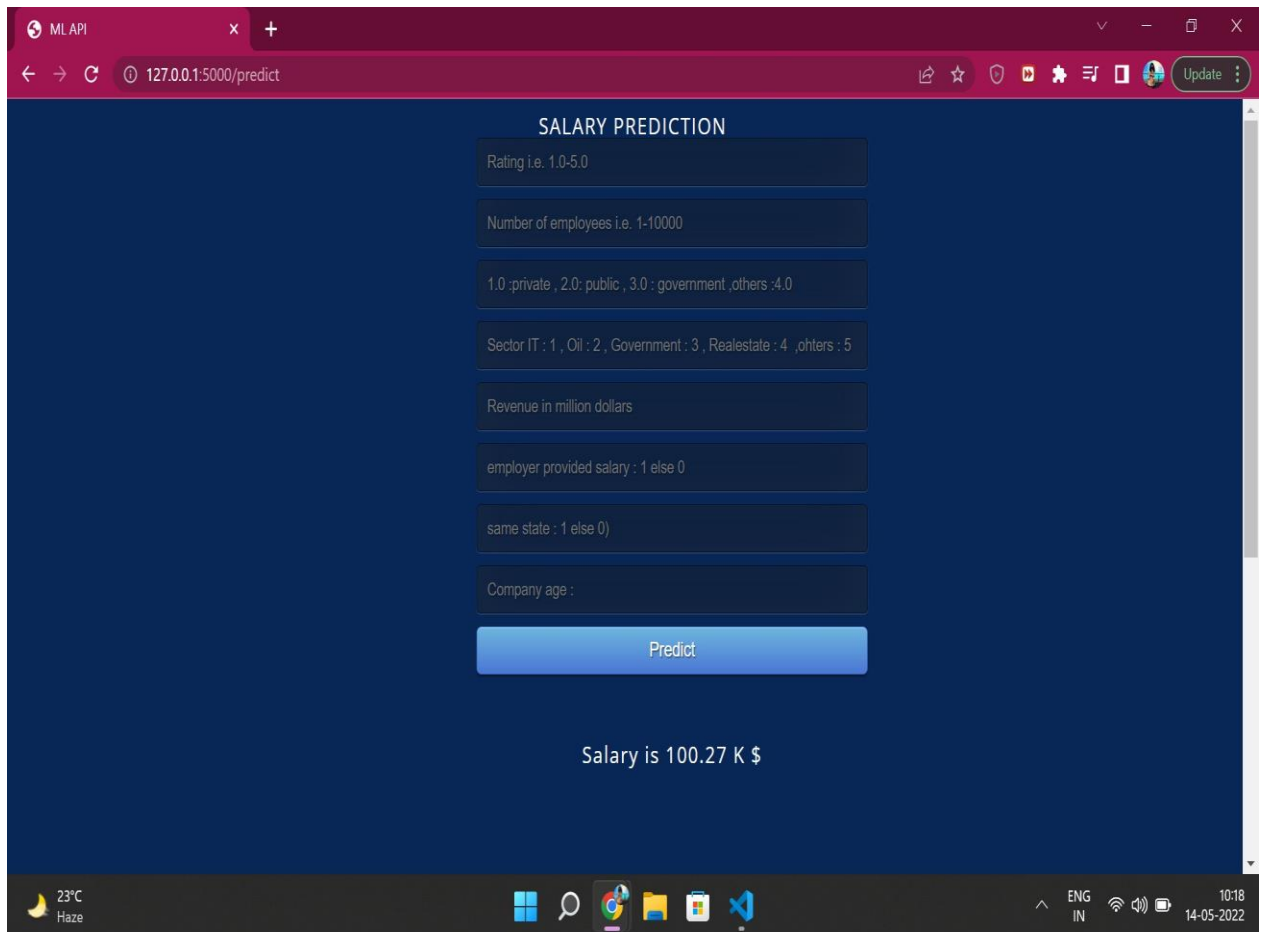 ML API
127.0.0.1:5000/predict
Update
SALARY PREDICTION
Rating i.e. 1.0-5.0
Number of employees i.e. 1-10000
1.0 :private , 2.0: public , 3.0 : government ,others :4.0
Sector IT : 1 , Oil : 2 , Government : 3 , Realestate : 4 ,ohters : 5
Revenue in million dollars
employer provided salary : 1 else 0
same state : 1 else 0)
Company age :
Predict
Salary is 100.27 K $
23°C
Haze
ENG
IN
10:18
14-05-2022